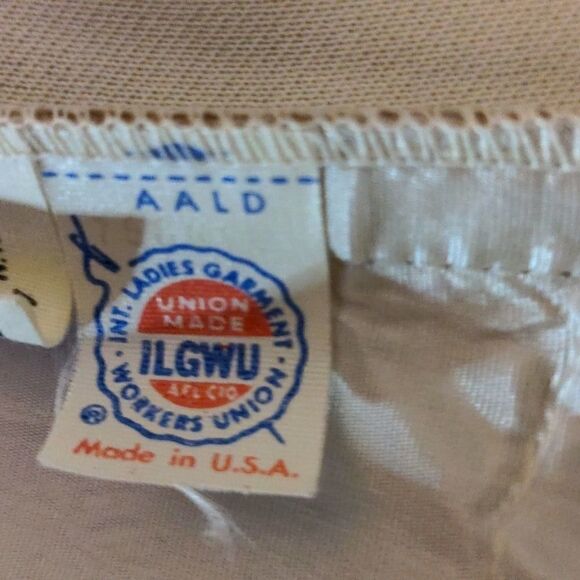 AALD
INT. LADIES GARMENT
UNION
MADE
ILGWU
AFL CIO
WORKERS UNION
®
Made in U.S.A.